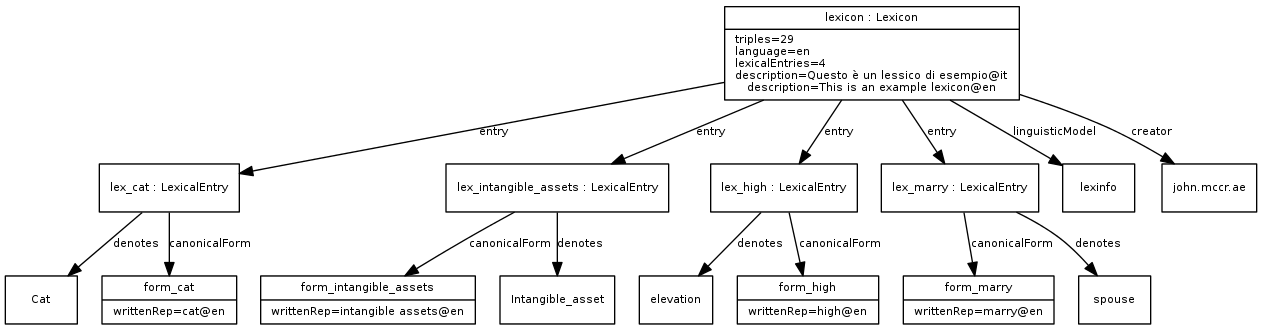 lexicon : Lexicon
triples=29
language=en
lexicalEntries=4
description=Questo è un lessico di esempio@it
description=This is an example lexicon@en
entry
entry
entry
entry
linguisticModel
creator
lex_cat : LexicalEntry
lex_intangible_assets : LexicalEntry
lex_high : LexicalEntry
lex_marry : LexicalEntry
lexinfo
john.mccr.ae
denotes
canonicalForm
canonicalForm
denotes
denotes
canonicalForm
canonicalForm
denotes
Cat
form_cat
writtenRep=cat@en
form_intangible_assets
writtenRep=intangible assets@en
Intangible_asset
elevation
form_high
writtenRep=high@en
form_marry
writtenRep=marry@en
spouse